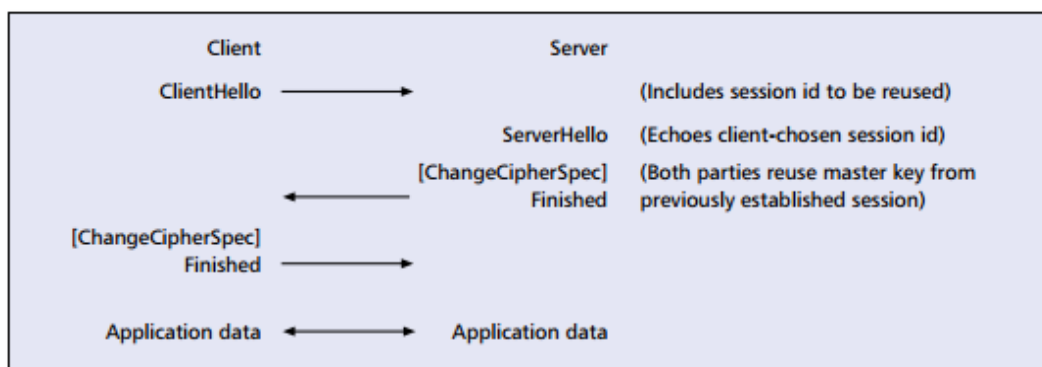 Client Server
ClientHello (Includes session id to be reused)
ServerHello (Echoes client-chosen session id)
[ChangeCipherSpec] (Both parties reuse master key from
Finished previously established session)
[ChangeCipherSpec]
Finished
Application data Application data